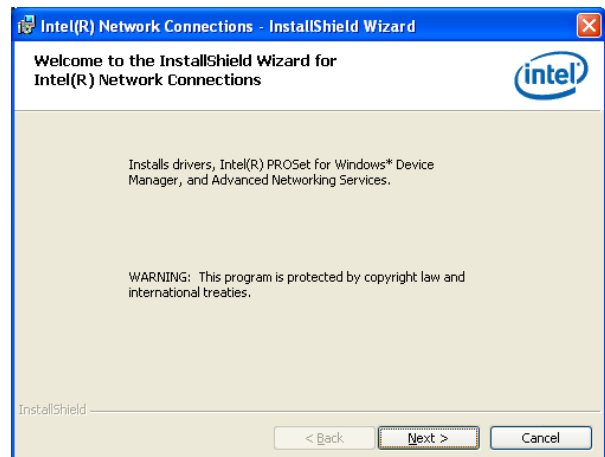 Intel(R) Network Connections - InstallShield Wizard
Welcome to the InstallShield Wizard for
Intel(R) Network Connections
intel
Installs drivers, Intel(R) PROSet for Windows* Device
Manager, and Advanced Networking Services.
WARNING: This program is protected by copyright law and
international treaties.
InstallShield
< Back
Next >
Cancel